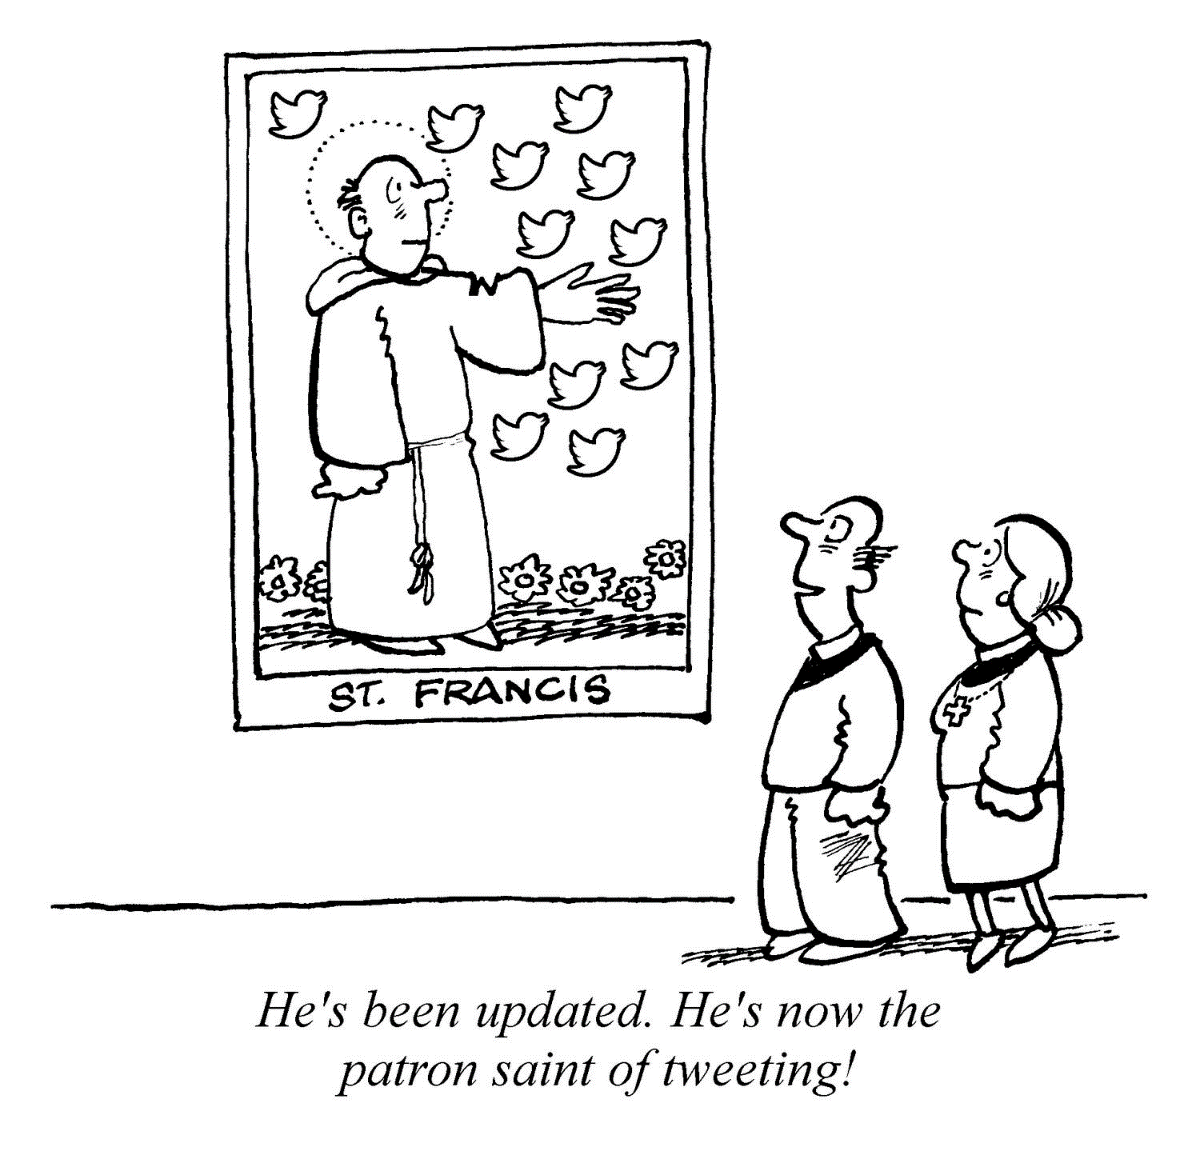 ST. FRANCIS
He's been updated. He's now the
patron saint of tweeting!